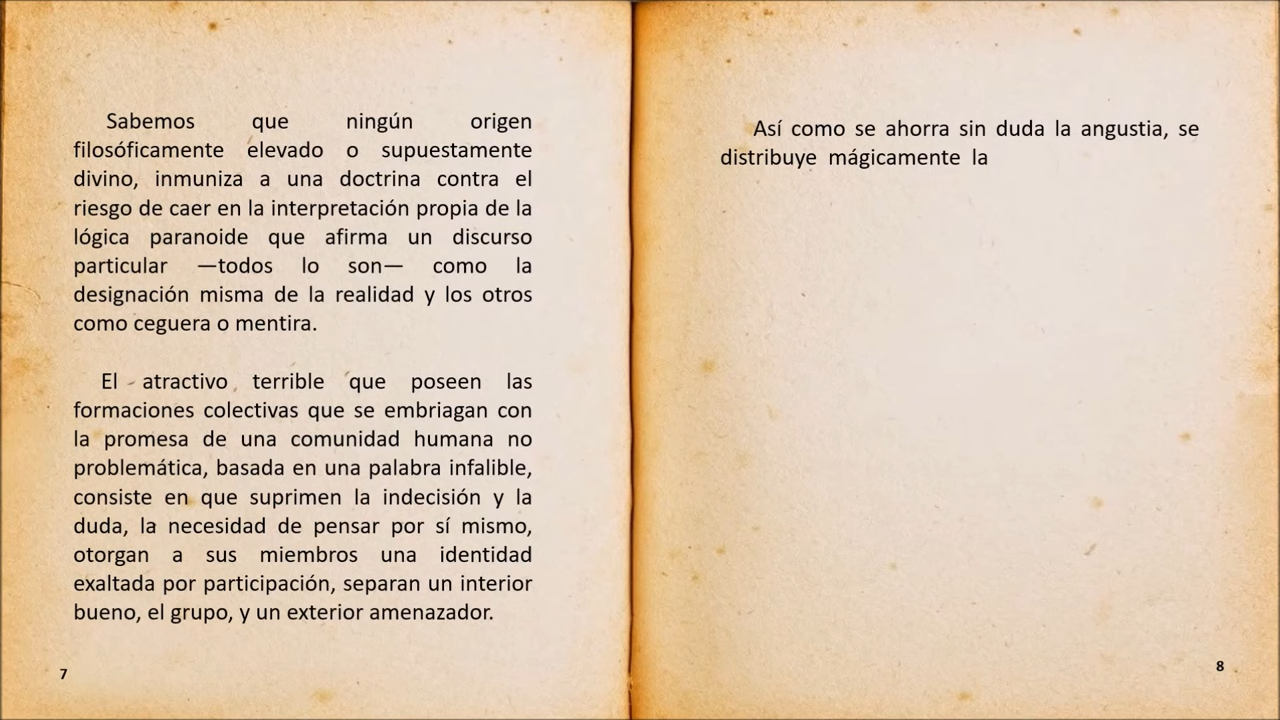 Sabemos que ningún origen
filosóficamente elevado o supuestamente
divino, inmuniza a una doctrina contra el
riesgo de caer en la interpretación propia de la
lógica paranoide que afirma un discurso
particular —todos lo son— como la
designación misma de la realidad y los otros
como ceguera o mentira.
El atractivo terrible que poseen las
formaciones colectivas que se embriagan con
la promesa de una comunidad humana no
problemática, basada en una palabra infalible,
consiste en que suprimen la indecisión y la
duda, la necesidad de pensar por sí mismo,
otorgan a sus miembros una identidad
exaltada por participación, separan un interior
bueno, el grupo, y un exterior amenazador.
7
Así como se ahorra sin duda la angustia, se
distribuye mágicamente la
8